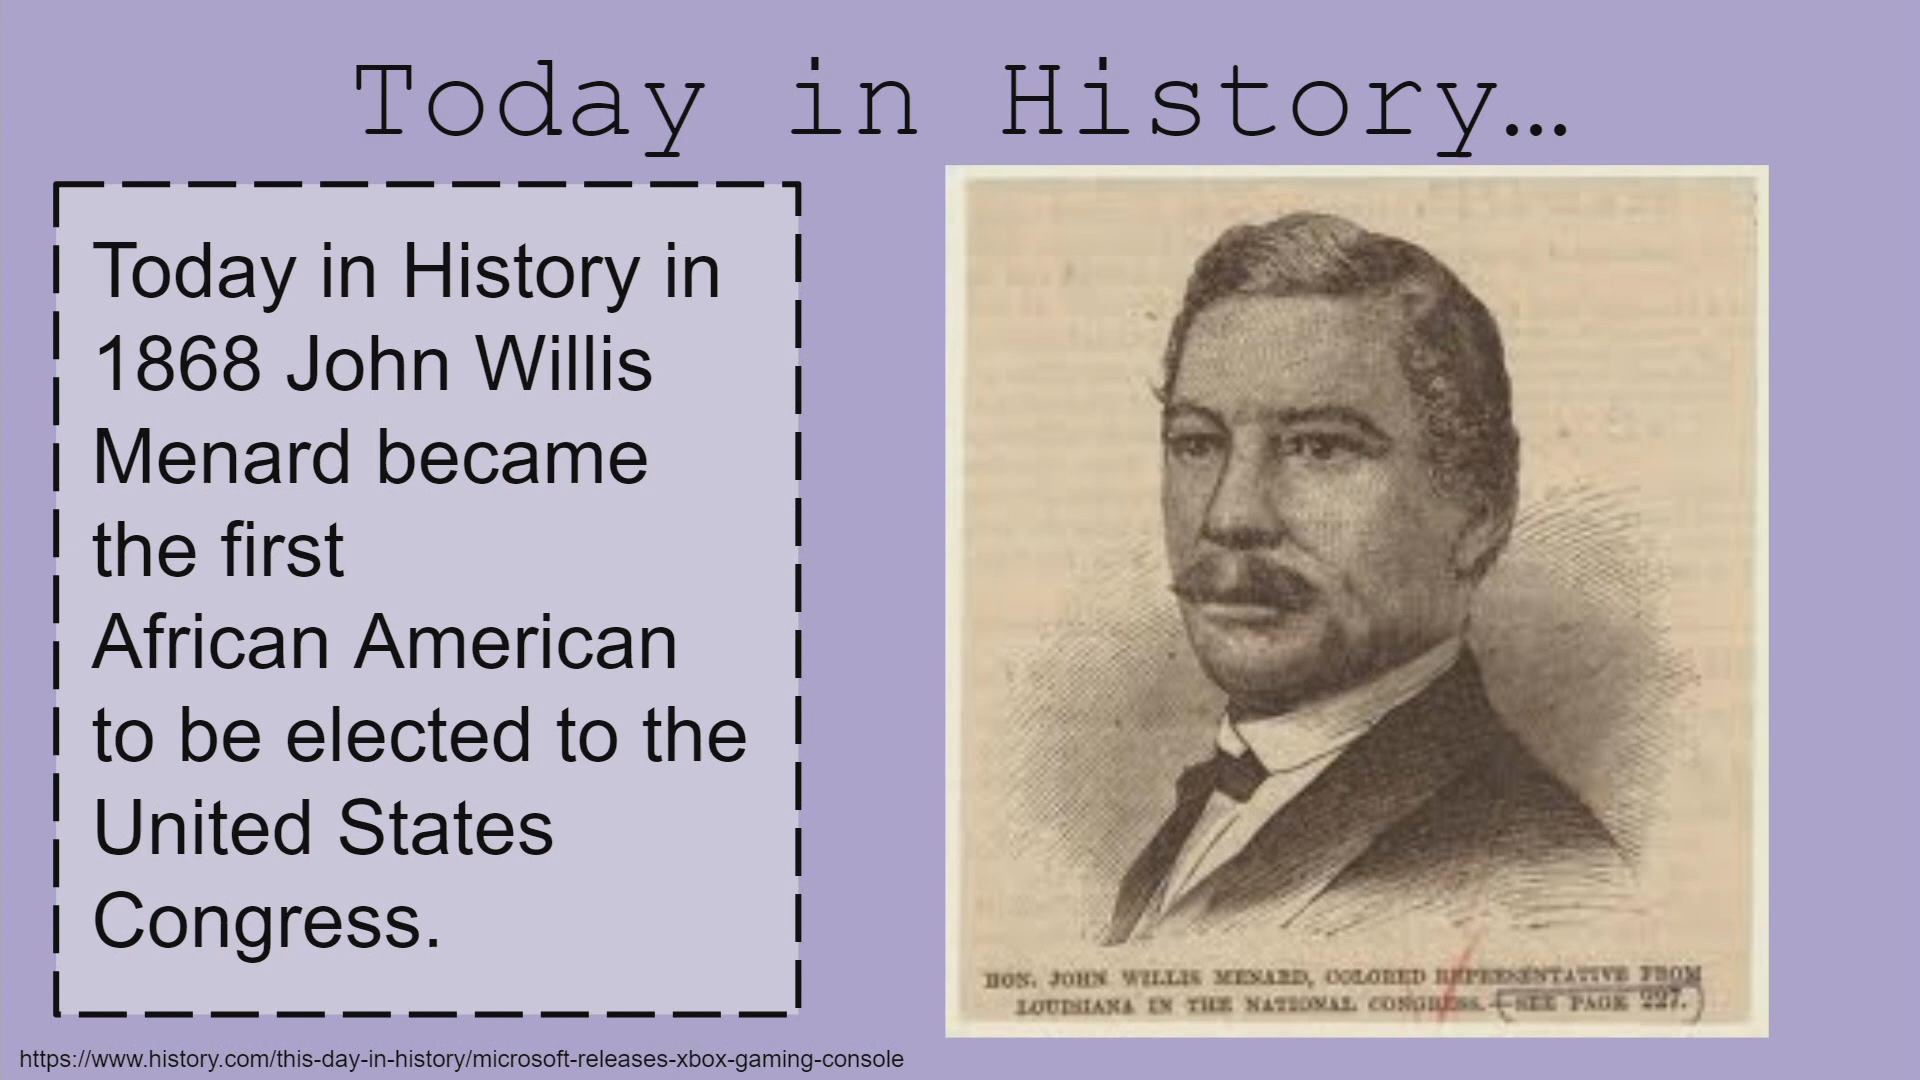 Today in History…
Today in History in
1868 John Willis
Menard became
the first
African American
to be elected to the
United States
Congress.
HON. JOHN WILLIS MENARD, COLORED REPRESENTATIVE FROM
LOUISIANA IN THE NATIONAL CONGRESS.—(SEE PAGE 227.)
https://www.history.com/this-day-in-history/microsoft-releases-xbox-gaming-console